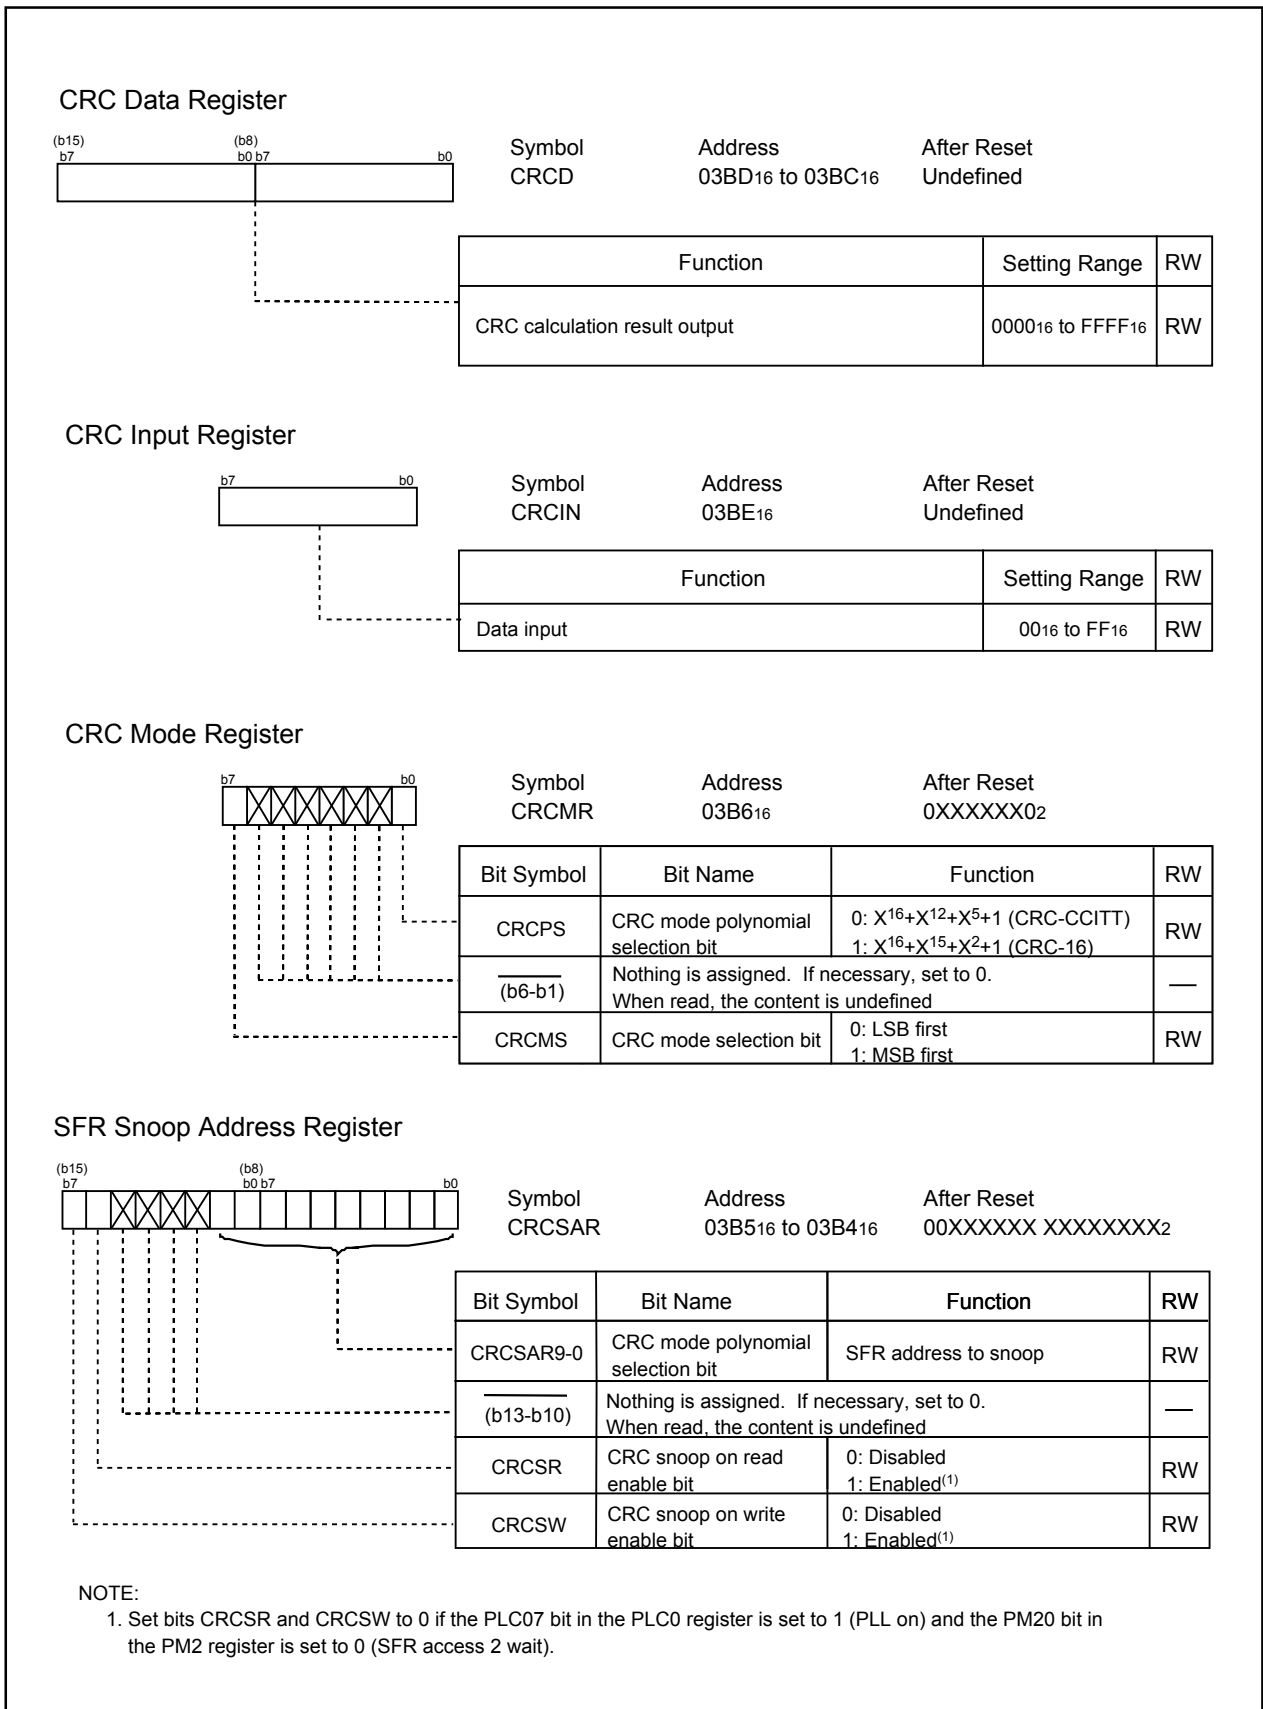 CRC Data Register
(b15) (b8)
b7 b0 b7 b0
Symbol Address After Reset
CRCD 03BD16 to 03BC16 Undefined
Function Setting Range RW
CRC calculation result output 000016 to FFFF16 RW
CRC Input Register
b7 b0
Symbol Address After Reset
CRCIN 03BE16 Undefined
Function Setting Range RW
Data input 0016 to FF16 RW
CRC Mode Register
b7 b0
Symbol Address After Reset
CRCMR 03B616 0XXXXXX02
Bit Symbol Bit Name Function RW
CRCPS CRC mode polynomial selection bit 0: X16+X12+X5+1 (CRC-CCITT) RW
1: X16+X15+X2+1 (CRC-16)
(b6-b1) Nothing is assigned. If necessary, set to 0. —
When read, the content is undefined
CRCMS CRC mode selection bit 0: LSB first RW
1: MSB first
SFR Snoop Address Register
(b15) (b8)
b7 b0 b7 b0
Symbol Address After Reset
CRCSAR 03B516 to 03B416 00XXXXXX XXXXXXXX2
Bit Symbol Bit Name Function RW
CRCSAR9-0 CRC mode polynomial selection bit SFR address to snoop RW
(b13-b10) Nothing is assigned. If necessary, set to 0. —
When read, the content is undefined
CRCSR CRC snoop on read enable bit 0: Disabled RW
1: Enabled(1)
CRCSW CRC snoop on write enable bit 0: Disabled RW
1: Enabled(1)
NOTE:
1. Set bits CRCSR and CRCSW to 0 if the PLC07 bit in the PLC0 register is set to 1 (PLL on) and the PM20 bit in
the PM2 register is set to 0 (SFR access 2 wait).